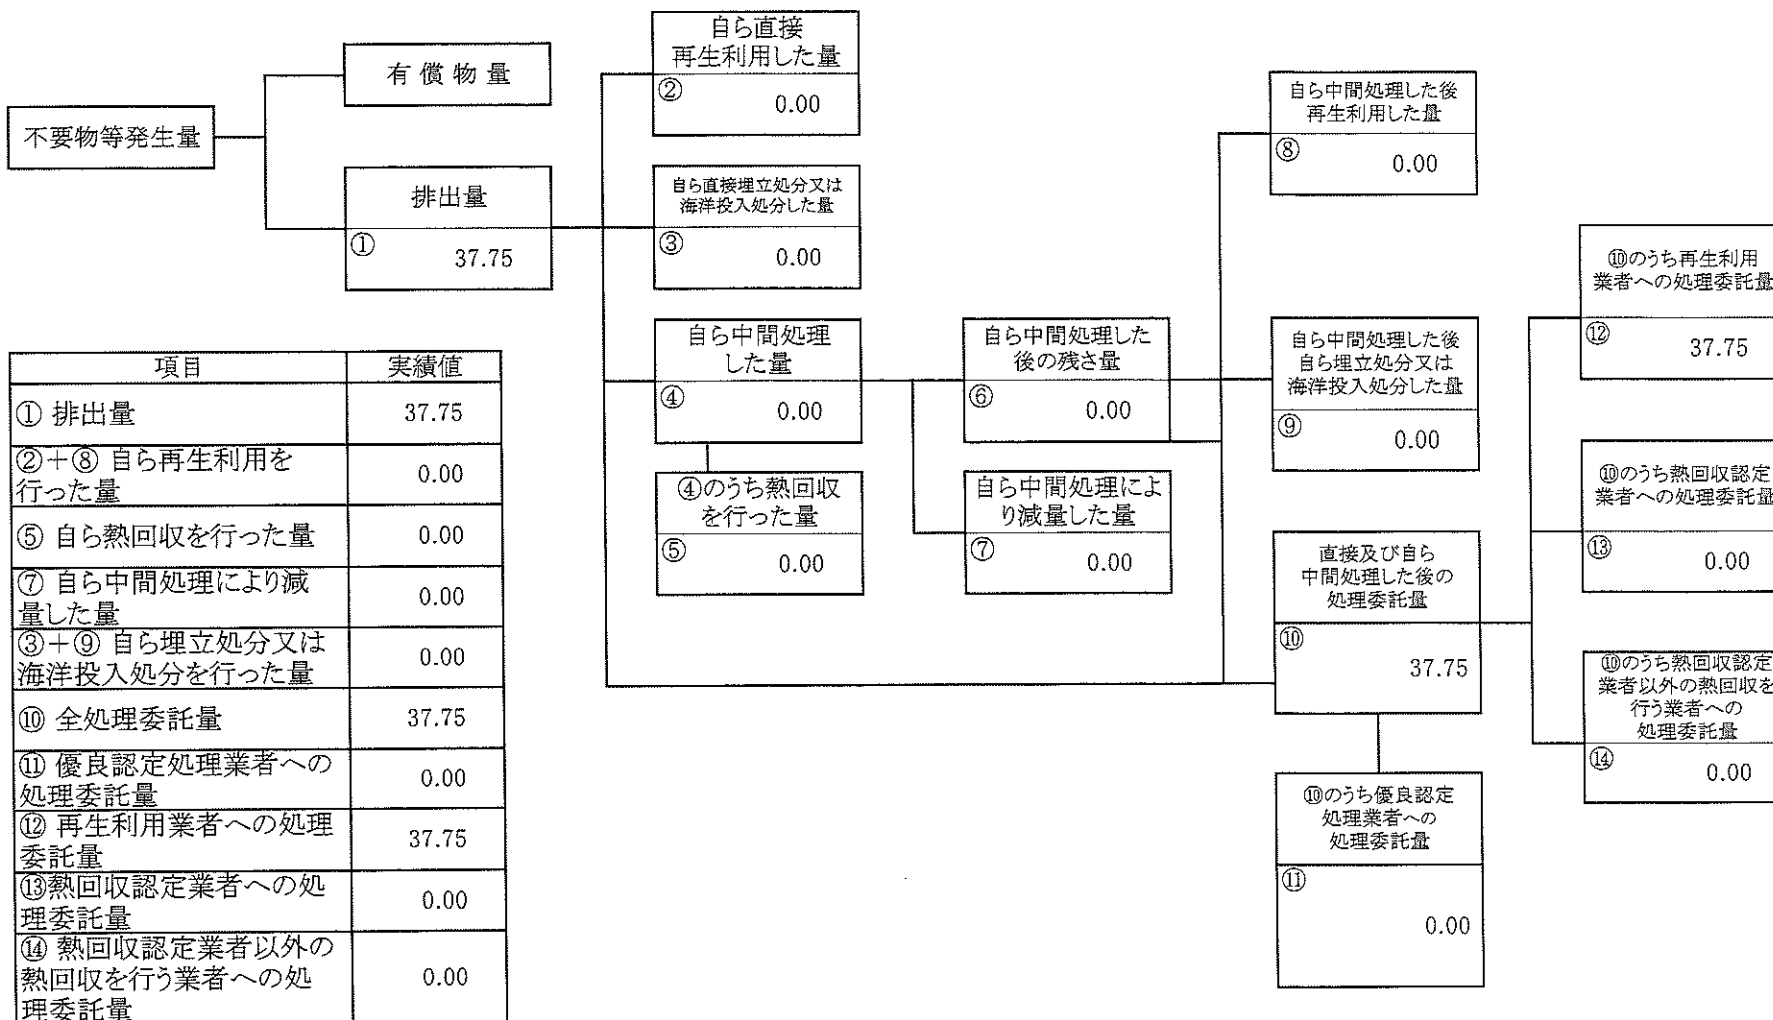 不要物等発生量
有償物量
排出量
①
37.75
自ら直接
再生利用した量
②
0.00
自ら直接埋立処分又は
海洋投入処分した量
③
0.00
自ら中間処理
した量
④
0.00
④のうち熱回収
を行った量
⑤
0.00
自ら中間処理した
後の残さ量
⑥
0.00
自ら中間処理によ
り減量した量
⑦
0.00
自ら中間処理した後
再生利用した量
⑧
0.00
自ら中間処理した後
自ら埋立処分又は
海洋投入処分した量
⑨
0.00
直接及び自ら
中間処理した後の
処理委託量
⑩
37.75
⑩のうち優良認定
処理業者への
処理委託量
⑪
0.00
⑩のうち再生利用
業者への処理委託量
⑫
37.75
⑩のうち熱回収認定
業者への処理委託量
⑬
0.00
⑩のうち熱回収認定
業者以外の熱回収を
行う業者への
処理委託量
⑭
0.00
項目 実績値
① 排出量 37.75
②+⑧ 自ら再生利用を
行った量 0.00
⑤ 自ら熱回収を行った量 0.00
⑦ 自ら中間処理により減
量した量 0.00
③+⑨ 自ら埋立処分又は
海洋投入処分を行った量 0.00
⑩ 全処理委託量 37.75
⑪ 優良認定処理業者への
処理委託量 0.00
⑫ 再生利用業者への処理
委託量 37.75
⑬熱回収認定業者への処
理委託量 0.00
⑭ 熱回収認定業者以外の
熱回収を行う業者への処
理委託量 0.00